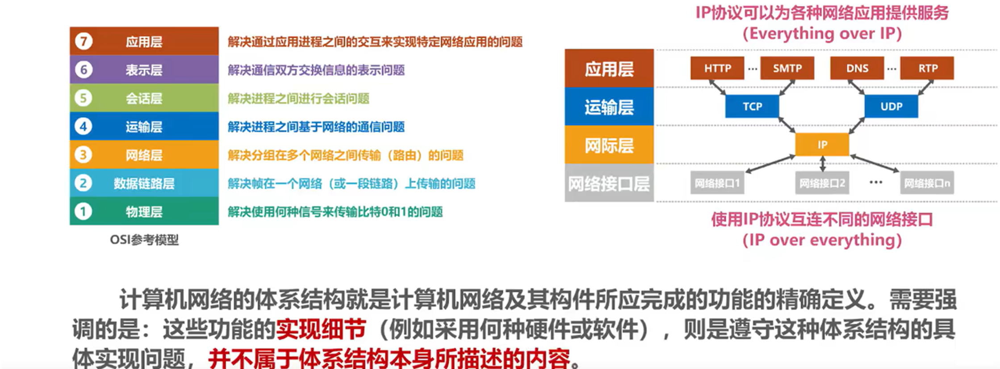 7 应用层 解决通过应用进程之间的交互来实现特定网络应用的问题
6 表示层 解决通信双方交换信息的表示问题
5 会话层 解决进程之间进行会话问题
4 运输层 解决进程之间基于网络的通信问题
3 网络层 解决分组在多个网络之间传输（路由）的问题
2 数据链路层 解决帧在一个网络（或一段链路）上传输的问题
1 物理层 解决使用何种信号来传输比特0和1的问题
OSI参考模型
IP协议可以为各种网络应用提供服务
（Everything over IP）
应用层 HTTP ··· SMTP DNS ··· RTP
运输层 TCP UDP
网际层 IP
网络接口层 网络接口1 网络接口2 ··· 网络接口n
使用IP协议互连不同的网络接口
（IP over everything）
计算机网络的体系结构就是计算机网络及其构件所应完成的功能的精确定义。需要强
调的是：这些功能的实现细节（例如采用何种硬件或软件），则是遵守这种体系结构的具
体实现问题，并不属于体系结构本身所描述的内容。